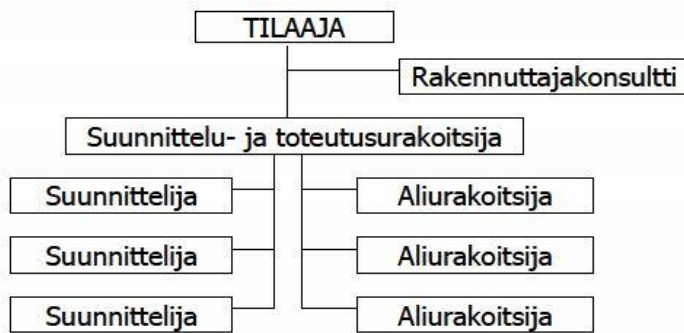 TILAAJA
Rakennuttajakonsultti
Suunnittelu- ja toteutusurakoitsija
Suunnittelija
Aliurakoitsija
Suunnittelija
Aliurakoitsija
Suunnittelija
Aliurakoitsija